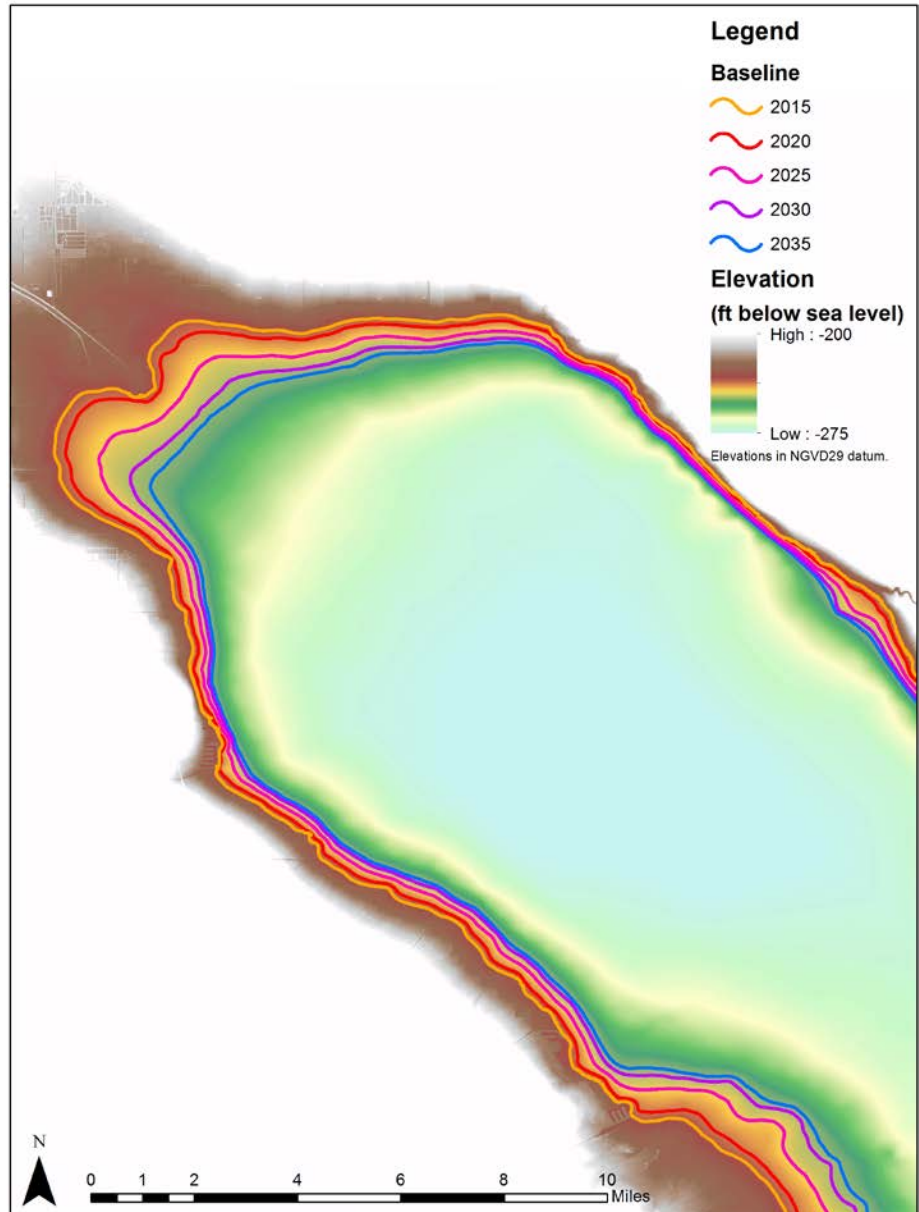 Legend
Baseline
2015
2020
2025
2030
2035
Elevation
(ft below sea level)
High : -200
Low : -275
Elevations in NGVD29 datum.
N
0 1 2 4 6 8 10
Miles